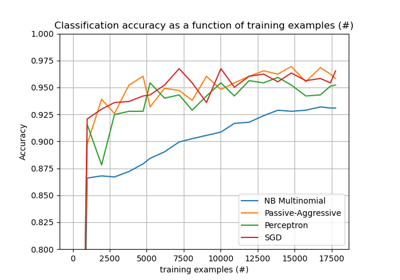 Classification accuracy as a function of training examples (#)
1.000
0.975
0.950
0.925
0.900
0.875
0.850
0.825
0.800
Accuracy
NB Multinomial
Passive-Aggressive
Perceptron
SGD
0 2500 5000 7500 10000 12500 15000 17500
training examples (#)